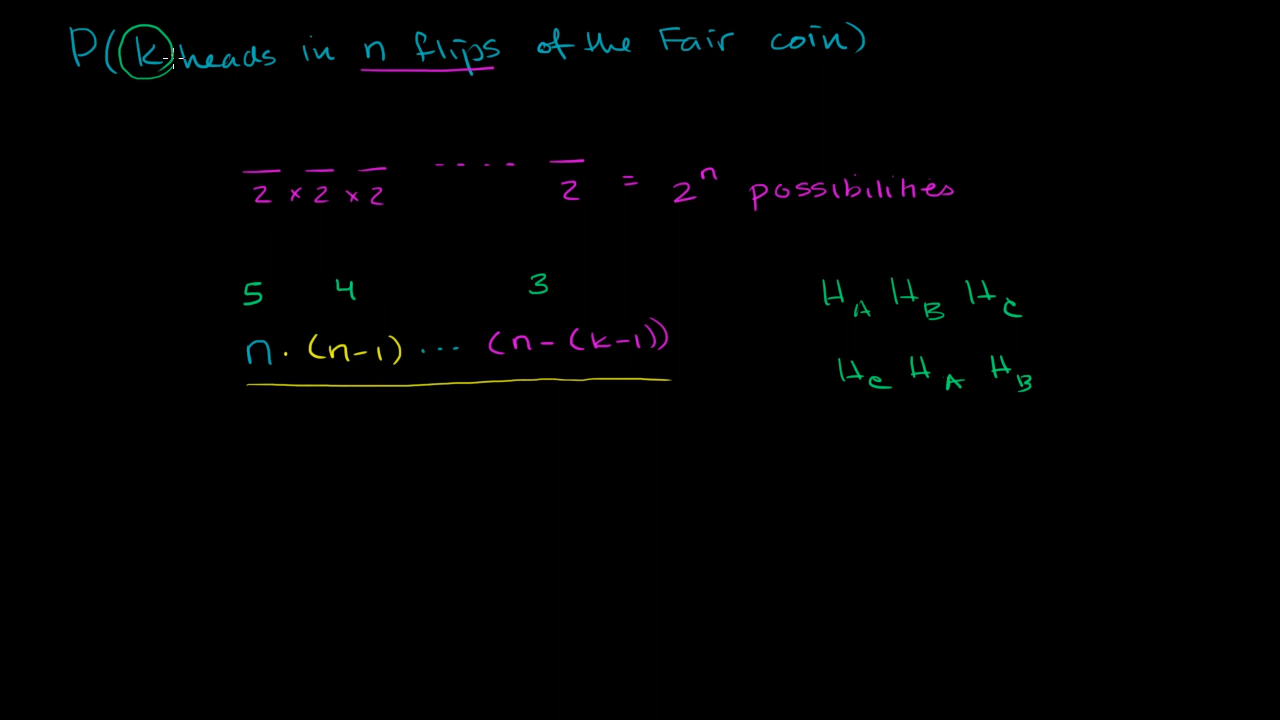 P(k heads in n flips of the Fair coin)
2 × 2 × 2 .... 2 = 2ⁿ possibilities
5 4 3
n · (n-1) ... (n-(k-1))
H_A H_B H_C
H_C H_A H_B